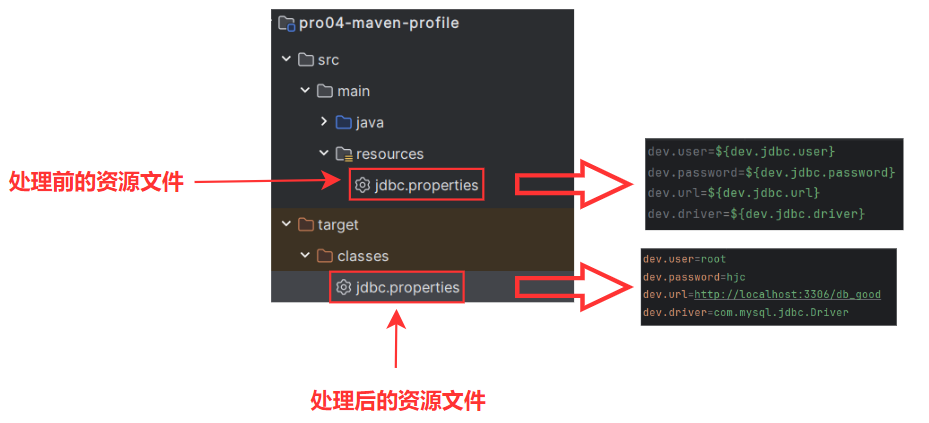 pro04-maven-profile
src
main
java
resources
处理前的资源文件
jdbc.properties
dev.user=${dev.jdbc.user}
dev.password=${dev.jdbc.password}
dev.url=${dev.jdbc.url}
dev.driver=${dev.jdbc.driver}
target
classes
jdbc.properties
dev.user=root
dev.password=hjc
dev.url=http://localhost:3306/db_good
dev.driver=com.mysql.jdbc.Driver
处理后的资源文件